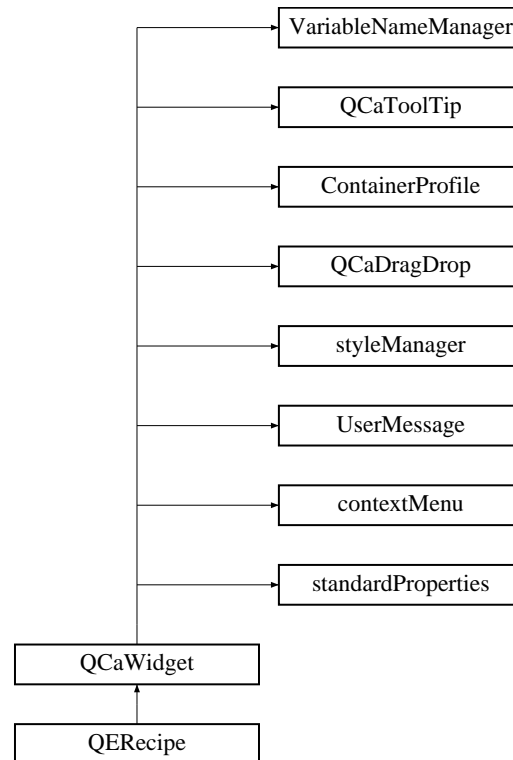 VariableNameManager
QCaToolTip
ContainerProfile
QCaDragDrop
styleManager
UserMessage
contextMenu
standardProperties
QCaWidget
QERecipe